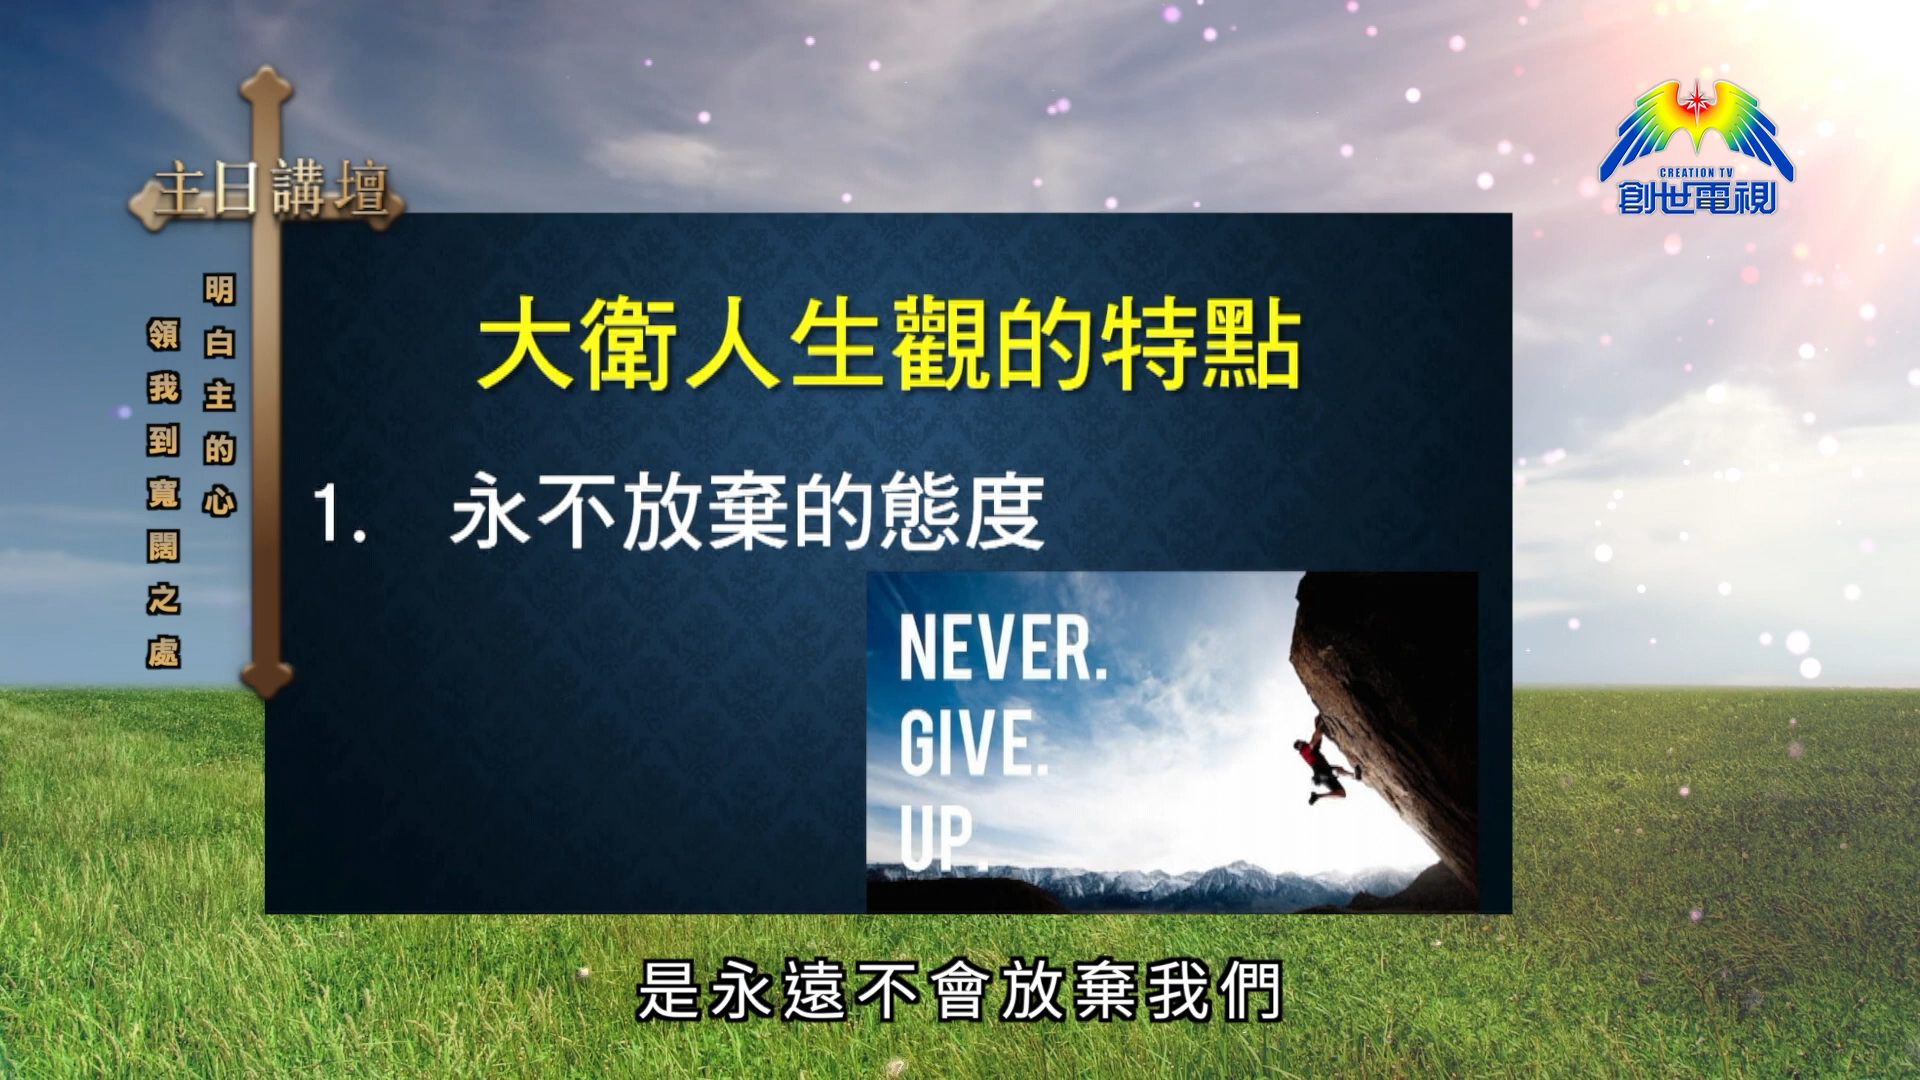 主日講壇
明白主的心
領我到寬闊之處
CREATION TV
創世電視
大衛人生觀的特點
1. 永不放棄的態度
NEVER.
GIVE.
UP.
是永遠不會放棄我們